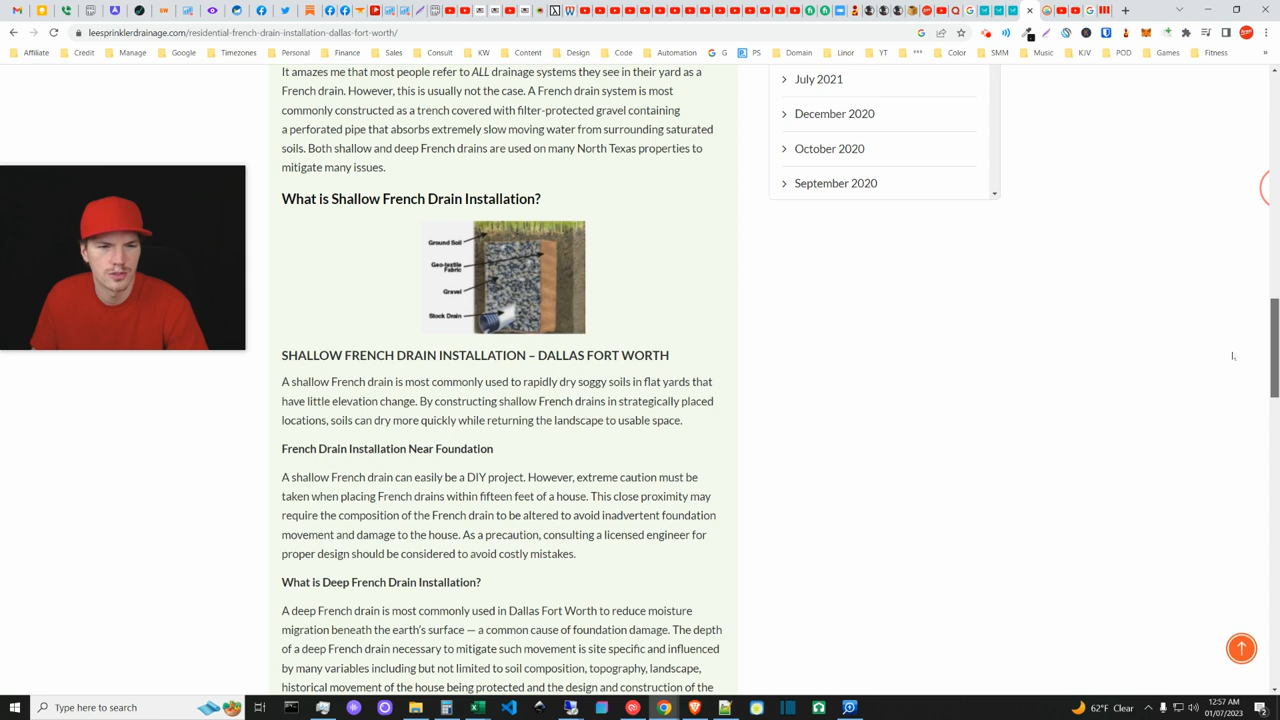 leesprinklerdrainage.com/residential-french-drain-installation-dallas-fort-worth/
Affiliate Credit Manage Google Timezones Personal Finance Sales Consult KW Content Design Code Automation G PS Domain Linor YT *** Color SMM Music KJV POD Games Fitness »
It amazes me that most people refer to ALL drainage systems they see in their yard as a
French drain. However, this is usually not the case. A French drain system is most
commonly constructed as a trench covered with filter-protected gravel containing
a perforated pipe that absorbs extremely slow moving water from surrounding saturated
soils. Both shallow and deep French drains are used on many North Texas properties to
mitigate many issues.
What is Shallow French Drain Installation?
Ground Soil
Geo-textile
Fabric
Gravel
Stock Drain
SHALLOW FRENCH DRAIN INSTALLATION – DALLAS FORT WORTH
A shallow French drain is most commonly used to rapidly dry soggy soils in flat yards that
have little elevation change. By constructing shallow French drains in strategically placed
locations, soils can dry more quickly while returning the landscape to usable space.
French Drain Installation Near Foundation
A shallow French drain can easily be a DIY project. However, extreme caution must be
taken when placing French drains within fifteen feet of a house. This close proximity may
require the composition of the French drain to be altered to avoid inadvertent foundation
movement and damage to the house. As a precaution, consulting a licensed engineer for
proper design should be considered to avoid costly mistakes.
What is Deep French Drain Installation?
A deep French drain is most commonly used in Dallas Fort Worth to reduce moisture
migration beneath the earth's surface — a common cause of foundation damage. The depth
of a deep French drain necessary to mitigate such movement is site specific and influenced
by many variables including but not limited to soil composition, topography, landscape,
historical movement of the house being protected and the design and construction of the
July 2021
December 2020
October 2020
September 2020
Type here to search
62°F Clear
12:57 AM
01/07/2023